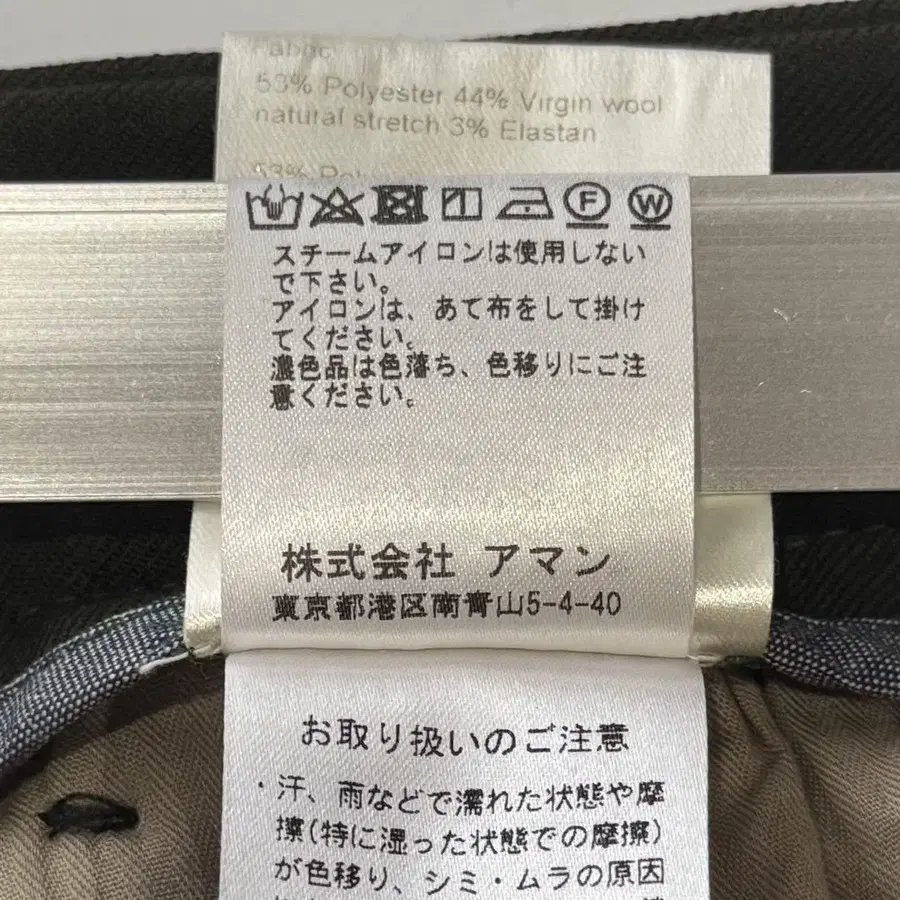 Fabric
53% Polyester 44% Virgin wool
natural stretch 3% Elastan
53% Po
F
W
スチームアイロンは使用しない
で下さい。
アイロンは、あて布をして掛け
てください。
濃色品は色落ち、色移りにご注
意ください。
株式会社 アマン
東京都港区南青山5-4-40
お取り扱いのご注意
・汗、雨などで濡れた状態や摩
擦(特に湿った状態での摩擦)
が色移り、シミ・ムラの原因